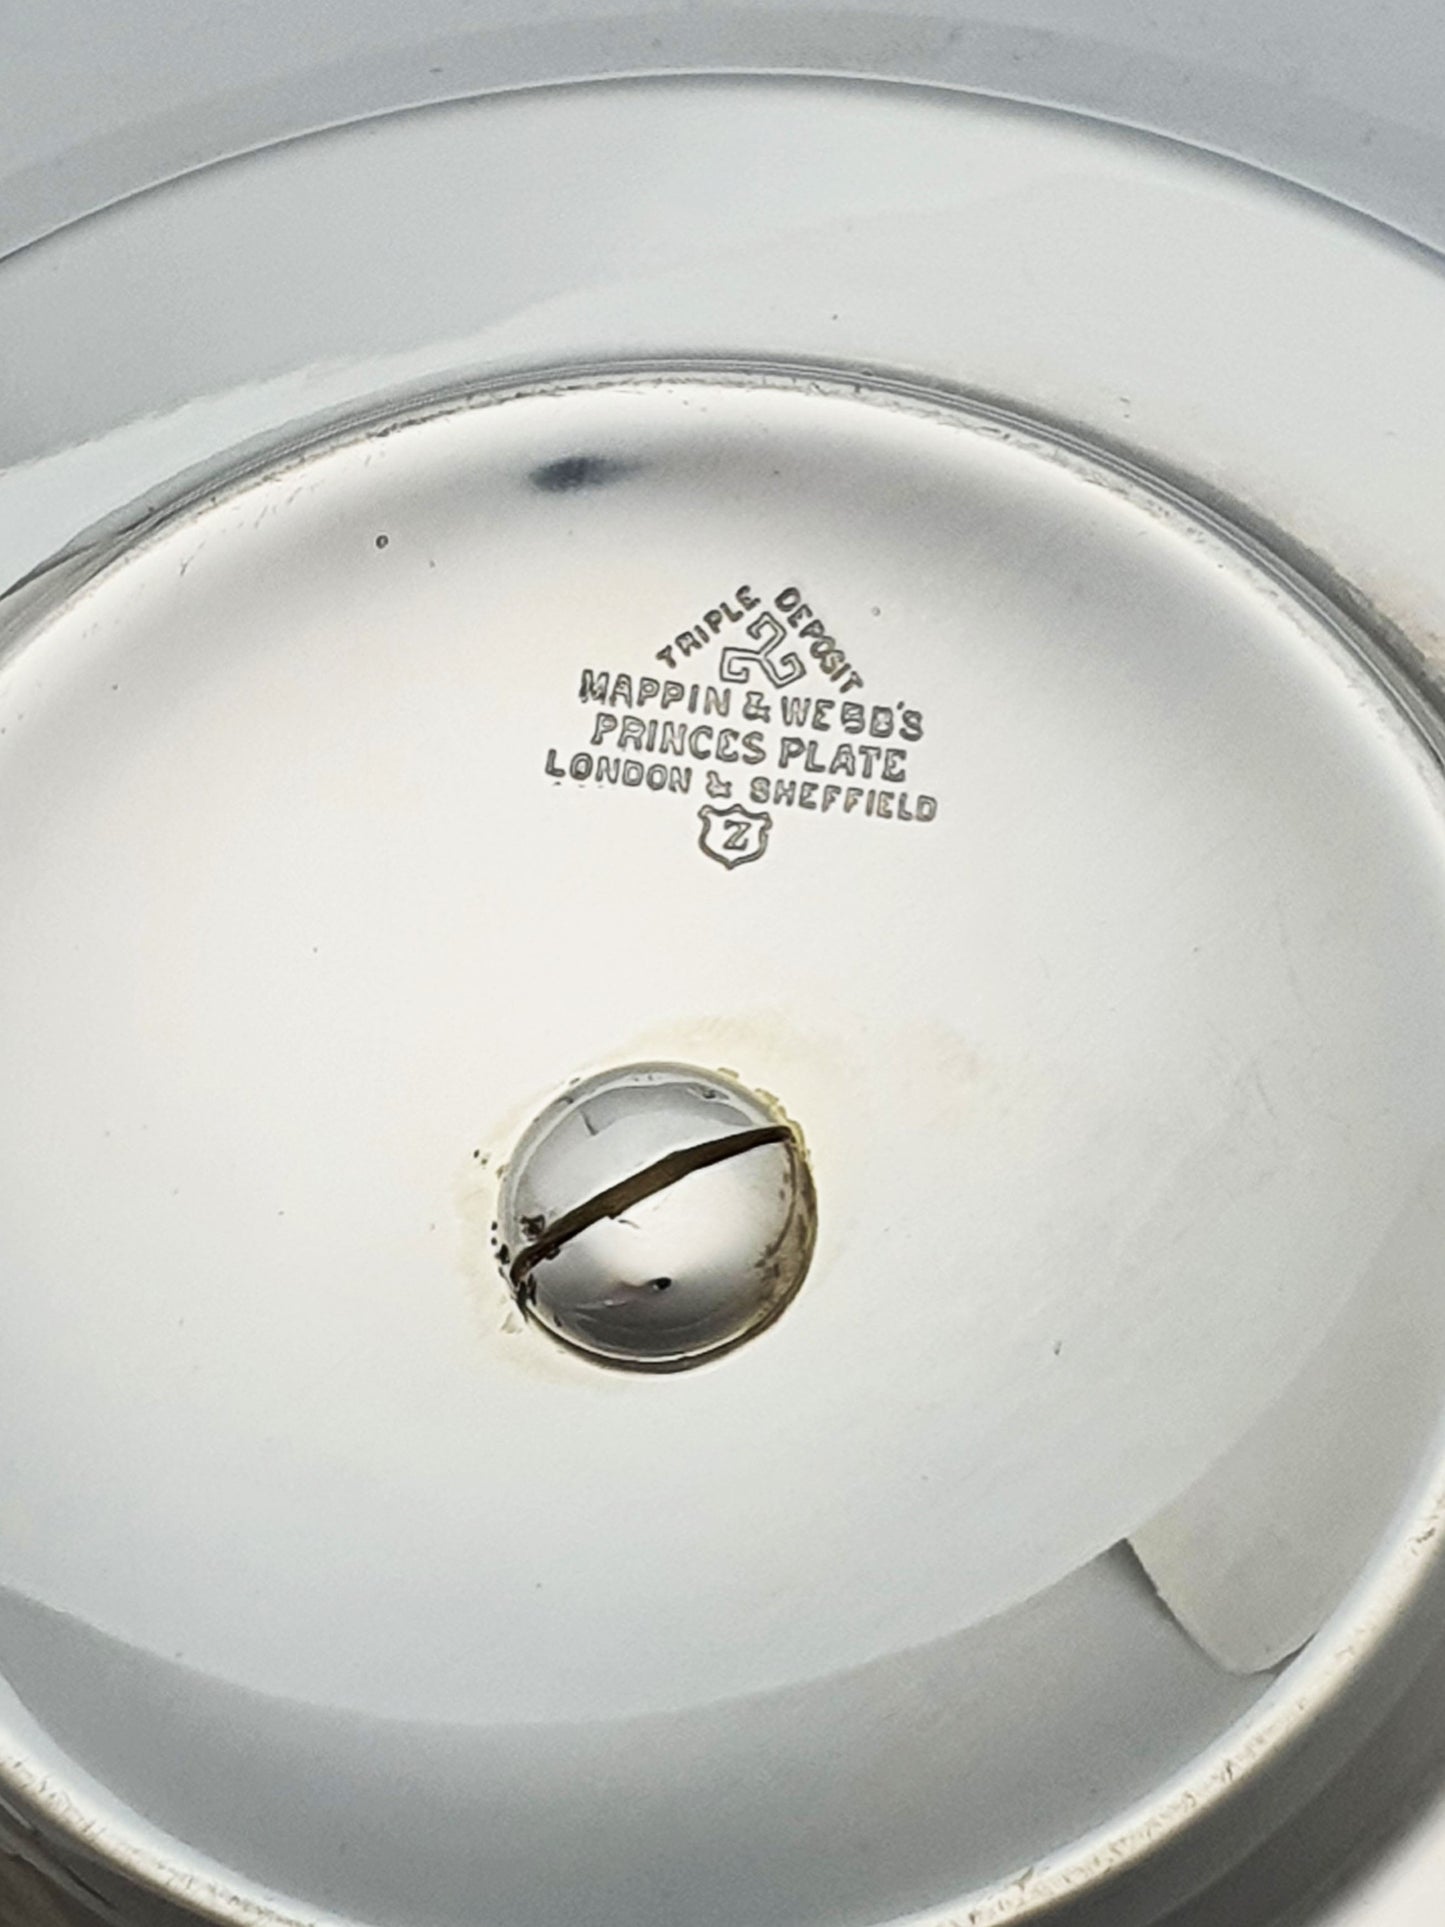 TRIPLE DEPOSIT
MAPPIN & WEBB'S
PRINCES PLATE
LONDON & SHEFFIELD
Z